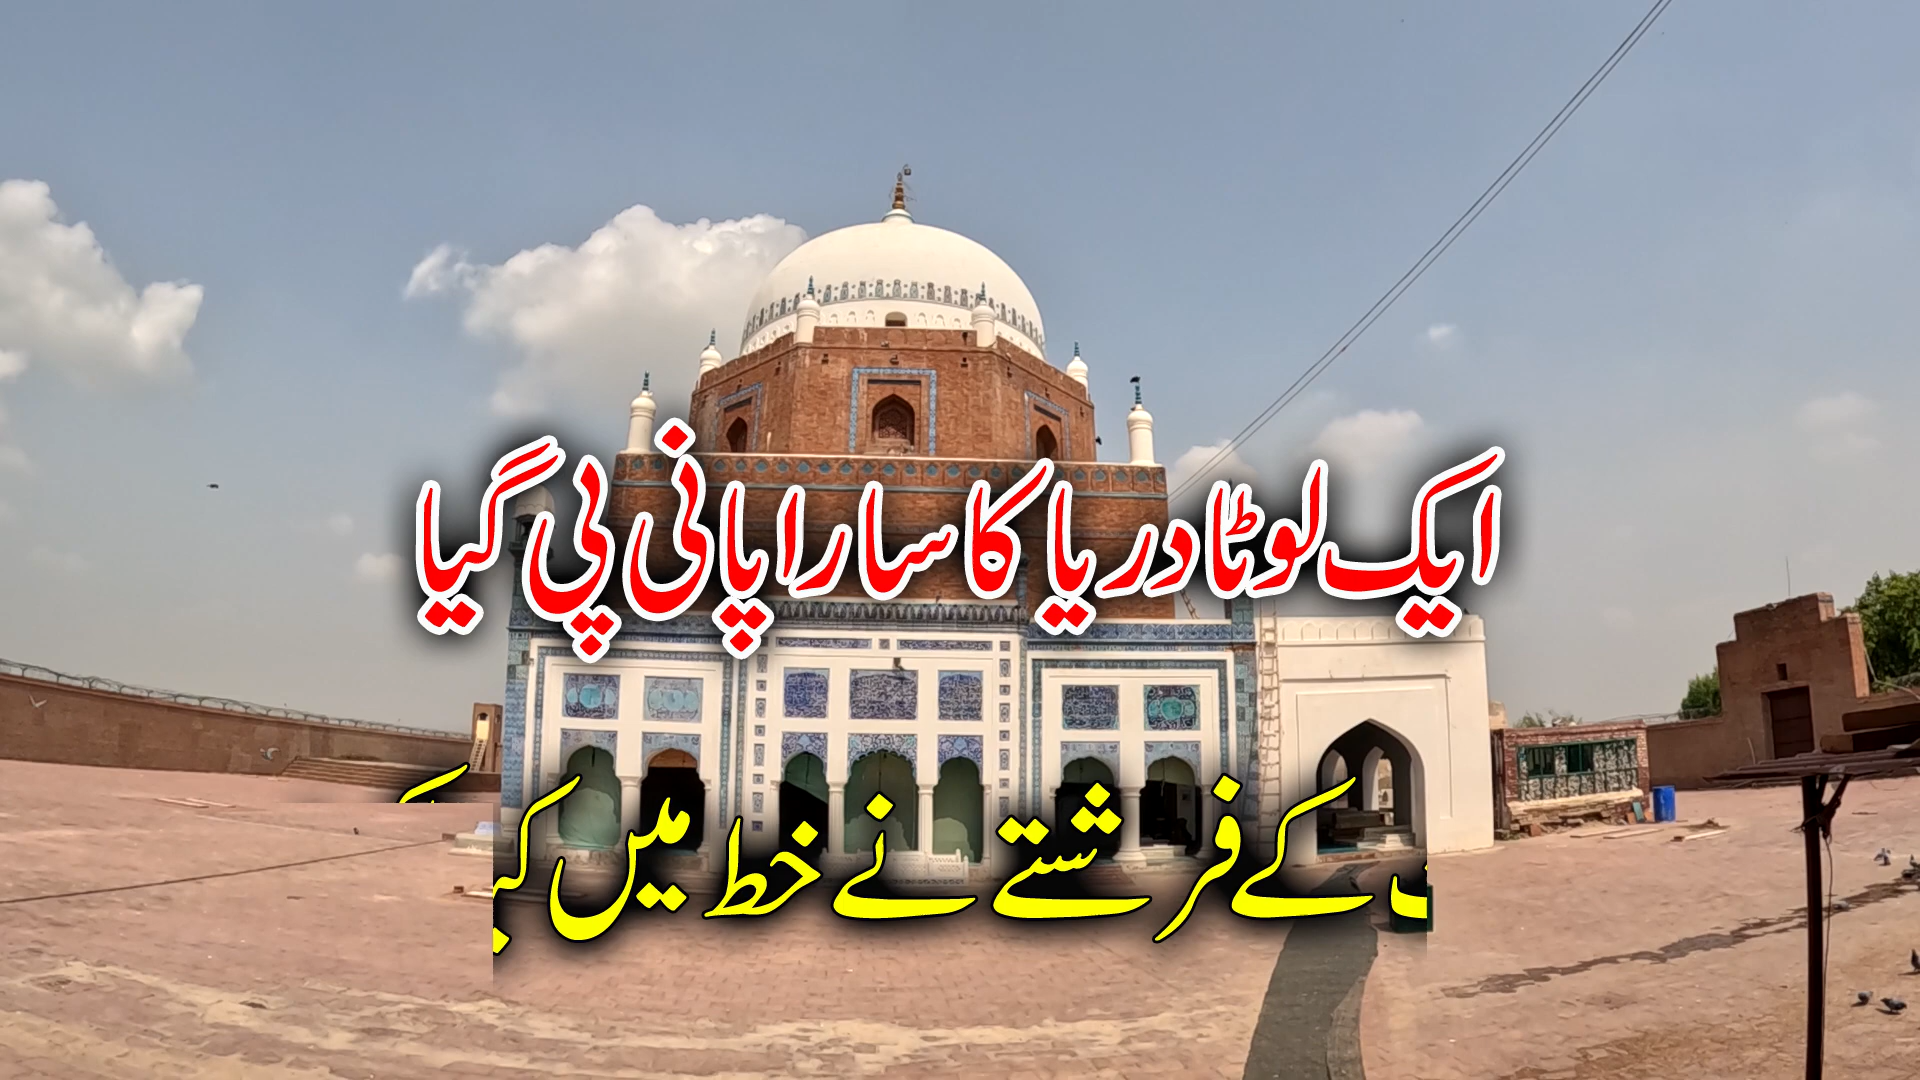 ایک لوٹا دریا کا سارا پانی پی گیا
کے فرشتے نے خط میں